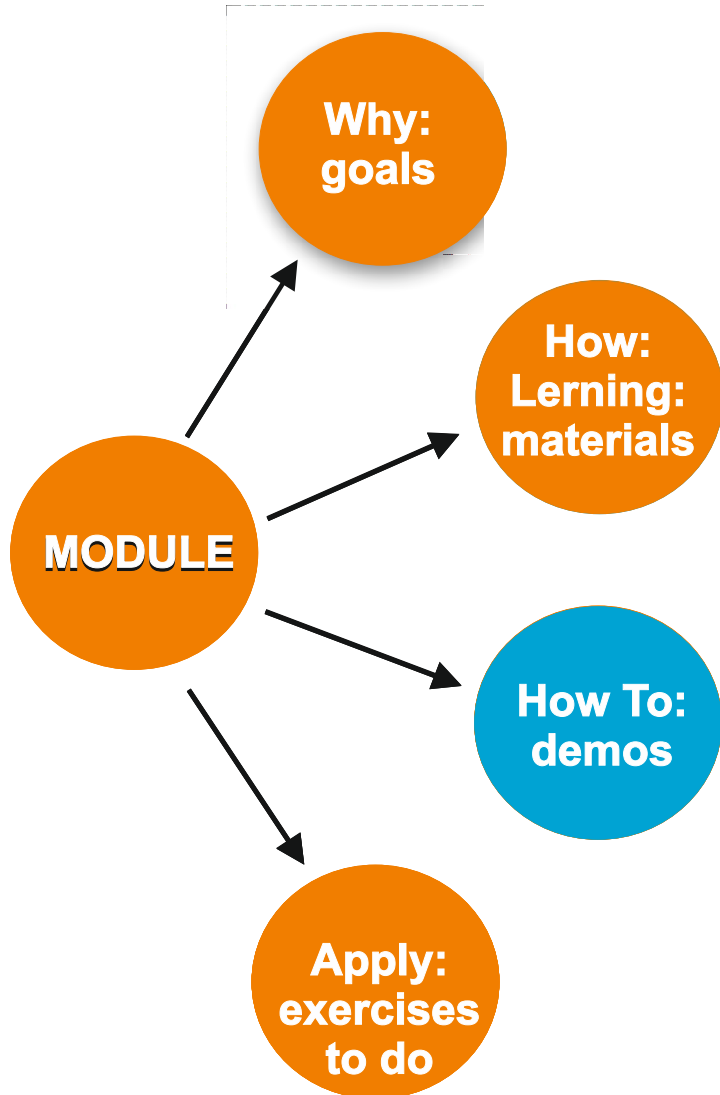 Why:
goals
How:
Lerning:
materials
MODULE
How To:
demos
Apply:
exercises
to do